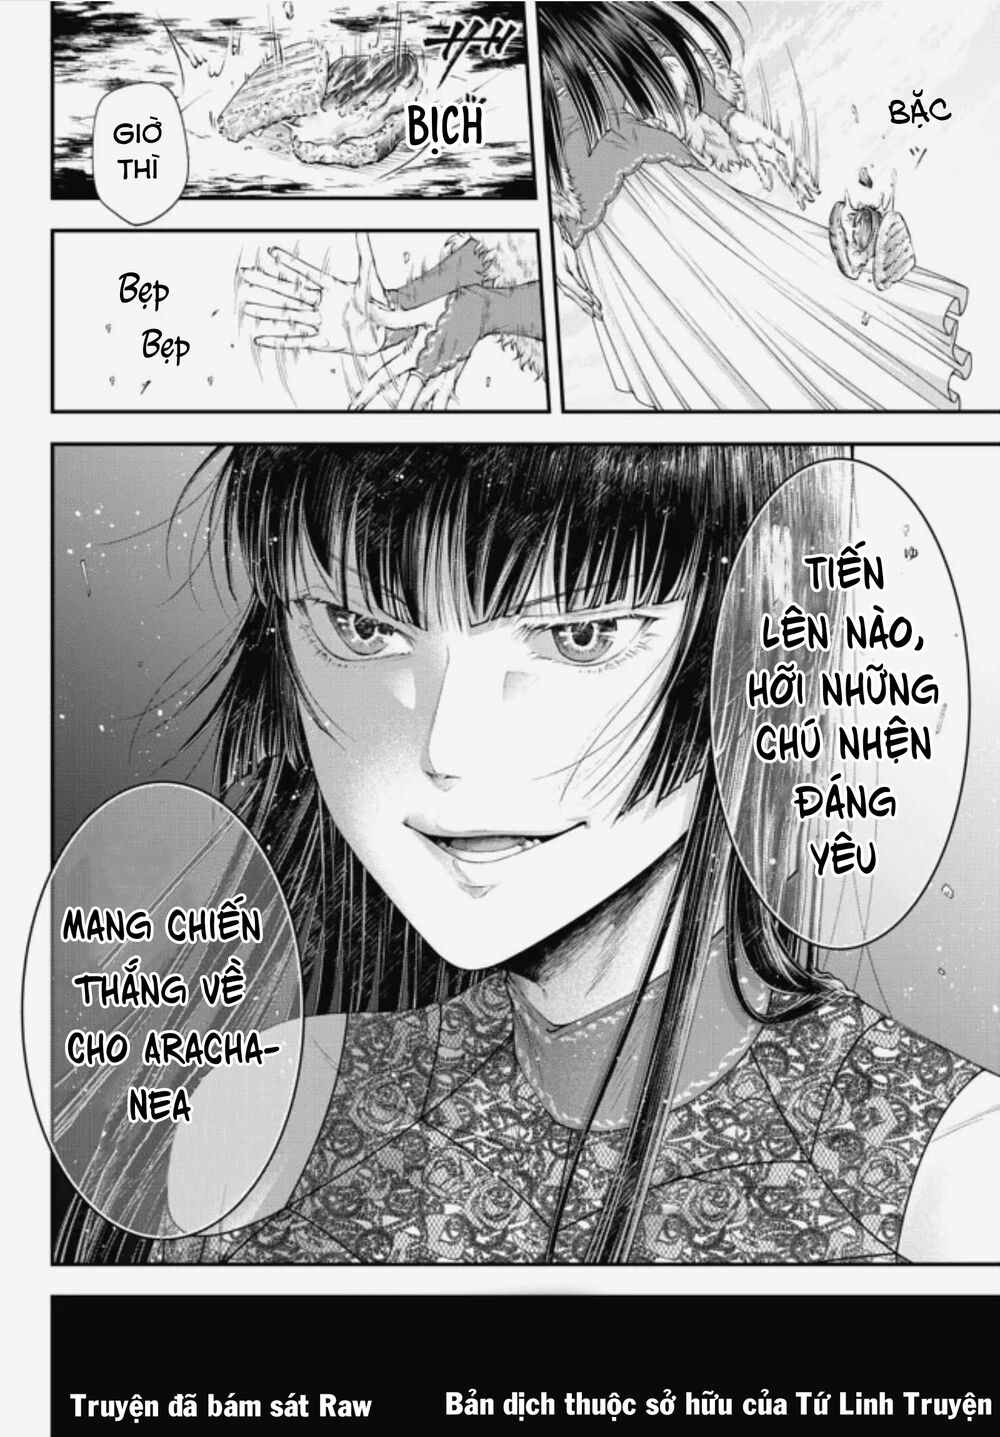 BẶC
BỊCH
GIỜ
THÌ
Bẹp
Bẹp
TIẾN
LÊN NÀO,
HỠI NHỮNG
CHÚ NHỆN
ĐÁNG
YÊU
MANG CHIẾN
THẮNG VỀ
CHO ARACHA-
NEA
Truyện đã bám sát Raw
Bản dịch thuộc sở hữu của Tứ Linh Truyện